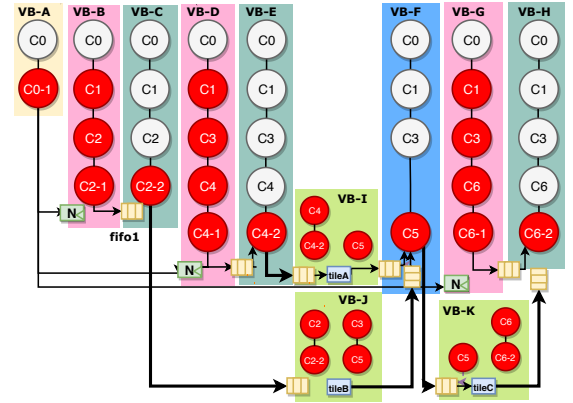 VB-A VB-B VB-C VB-D VB-E VB-F VB-G VB-H
C0 C0 C0 C0 C0 C0 C0 C0
C0-1 C1 C1 C1 C1 C1 C1 C1
C2 C2 C3 C3 C3 C3 C3
C2-1 C2-2 C4 C4 C6 C6
VB-I
C4
N
fifo1
C4-1 C4-2 C4-2 C5 C5 C6-1 C6-2
N tileA N
VB-J VB-K
C2 C3 C6
C2-2 C5 C5 C6-2
tileB tileC